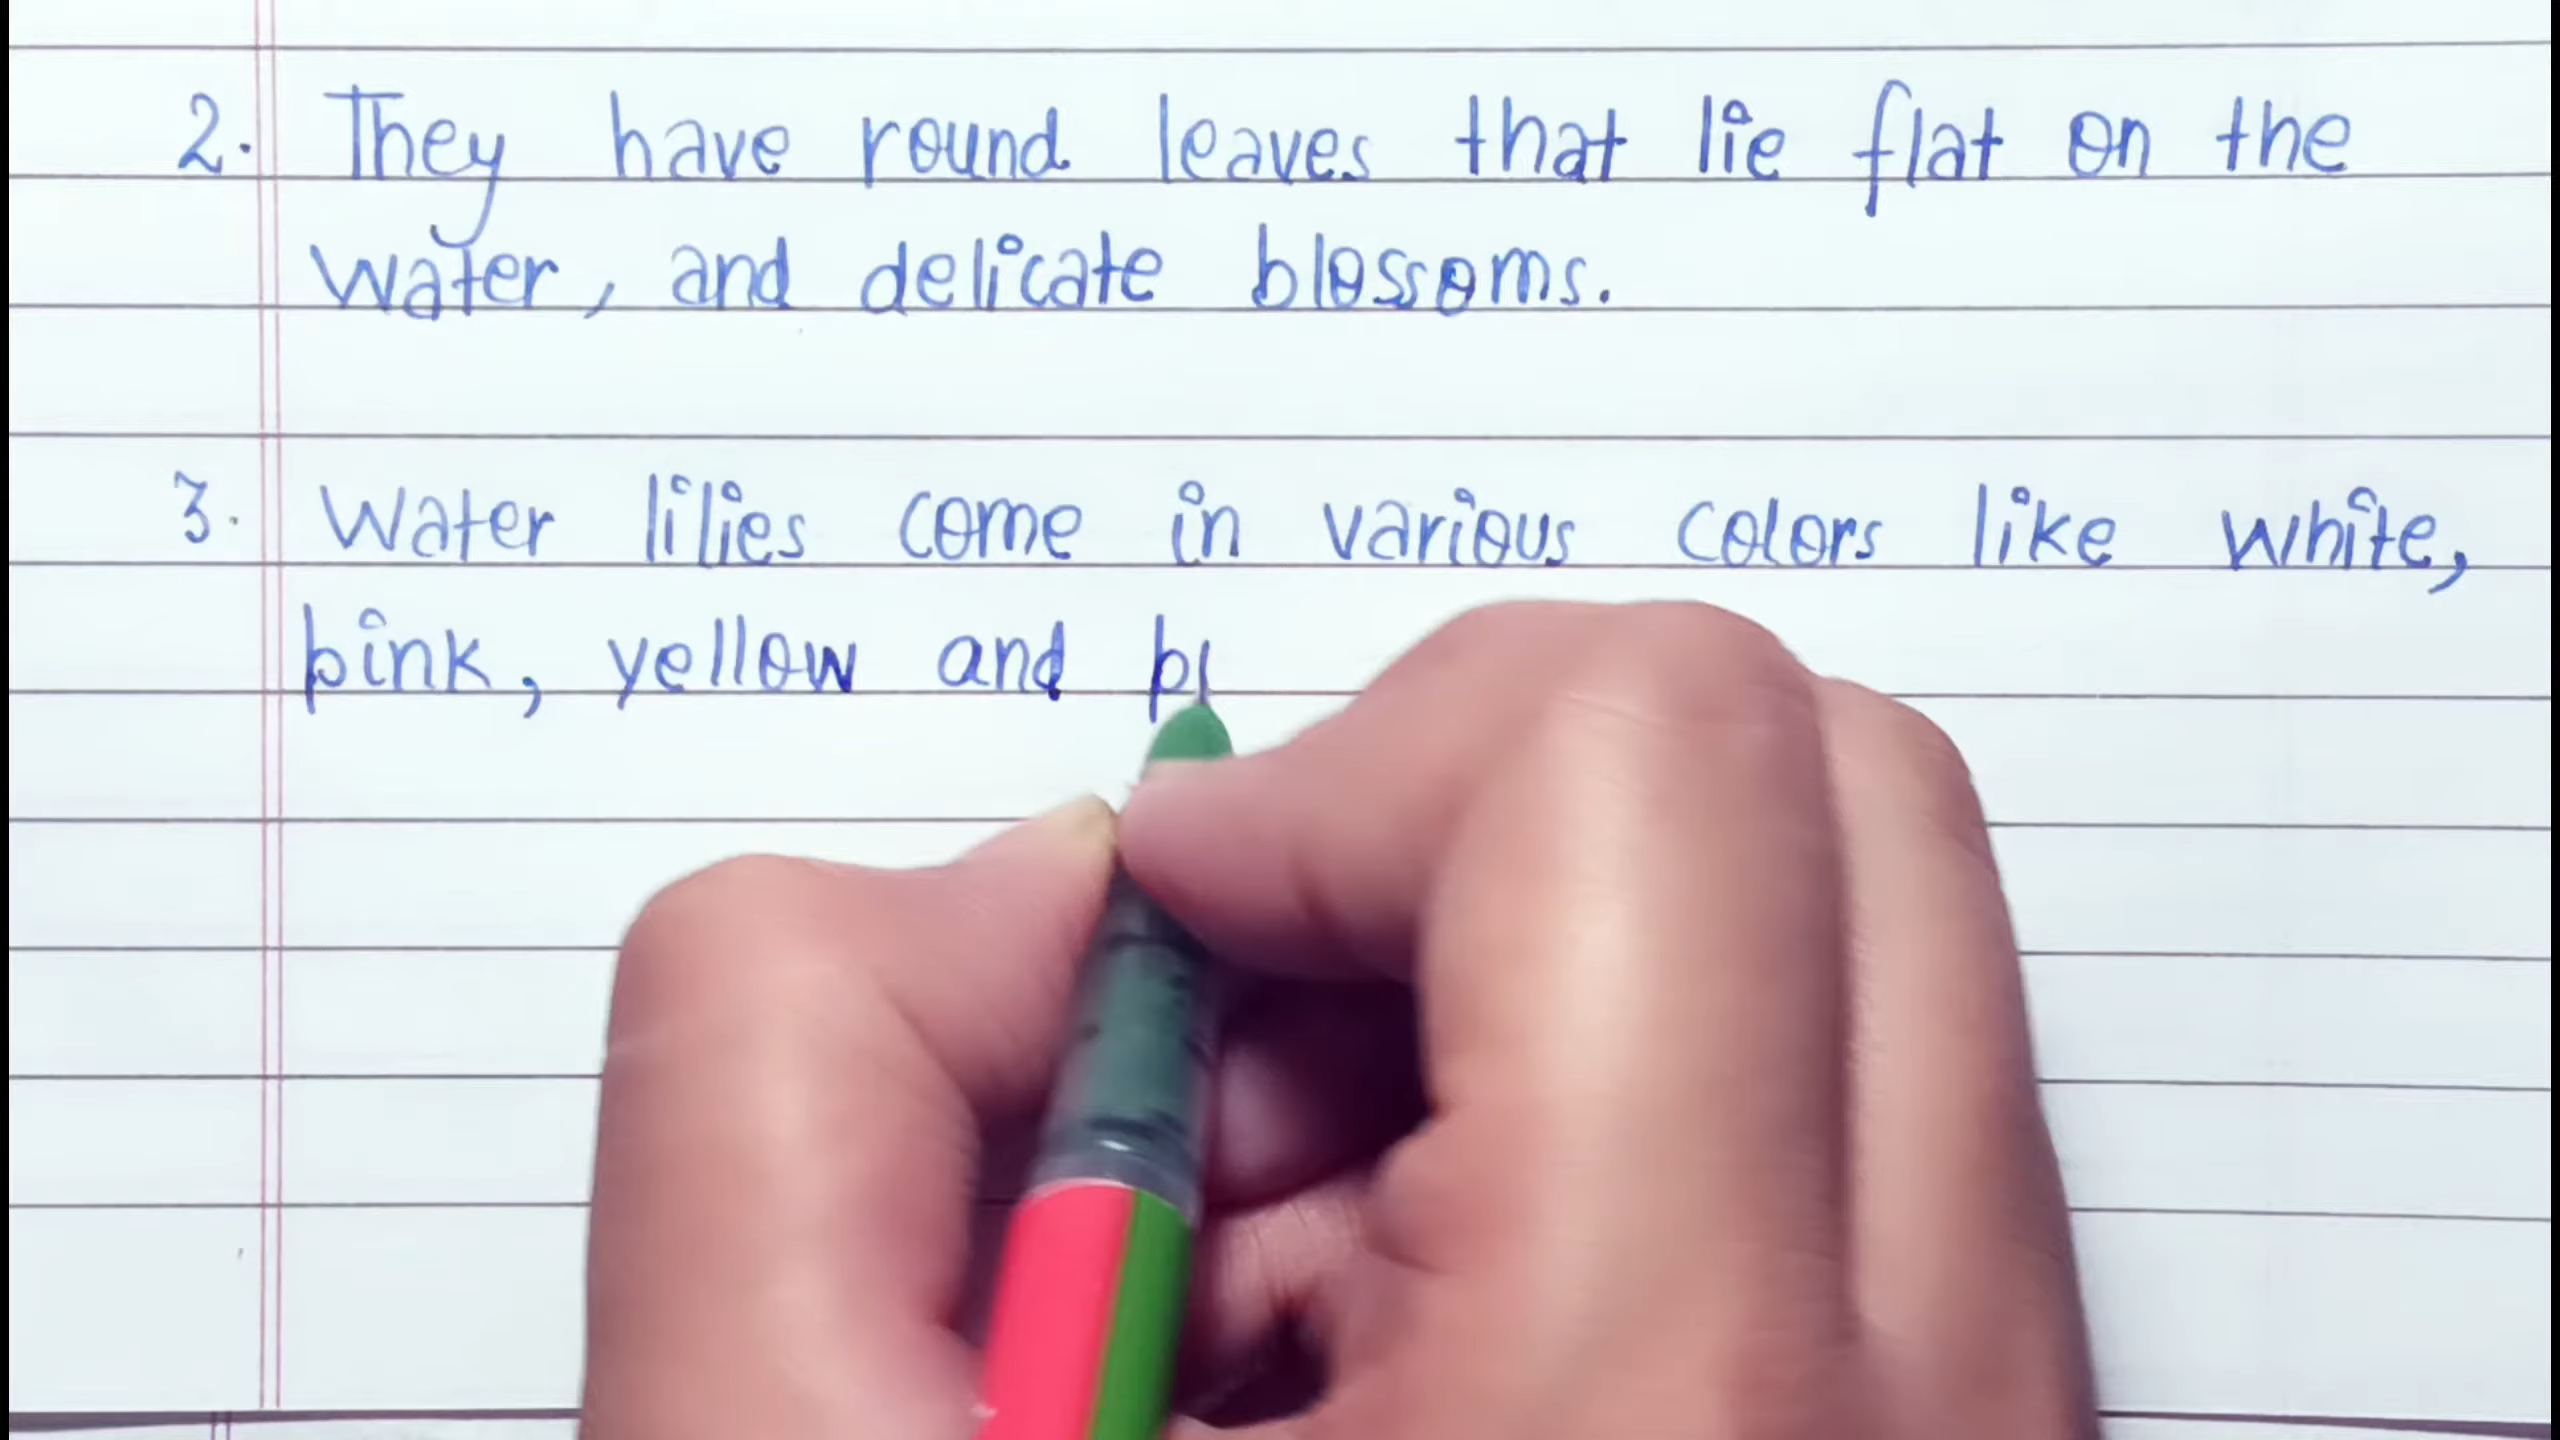 2. They have round leaves that lie flat on the
water, and delicate blossoms.
3. Water lilies come in various colors like white,
pink, yellow and